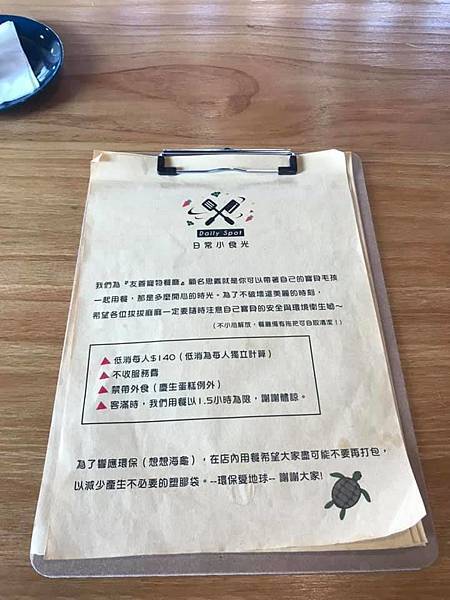 Daily Spot
日常小食光
我們為『友善寵物餐廳』顧名思義就是你可以帶著自己的寶貝毛孩
一起用餐，那是多麼開心的時光。為了不破壞這美麗的時刻，
希望各位拔拔麻麻一定要隨時注意自己寶貝的安全與環境衛生呦～
（不小心解放，餐廳備有拖把可自取清潔！）
▲ 低消每人$140（低消為每人獨立計算）
▲ 不收服務費
▲ 禁帶外食（慶生蛋糕例外）
▲ 客滿時，我們用餐以1.5小時為限，謝謝體諒。
為了響應環保（想想海龜），在店內用餐希望大家盡可能不要再打包，
以減少產生不必要的塑膠袋。--環保愛地球-- 謝謝大家!